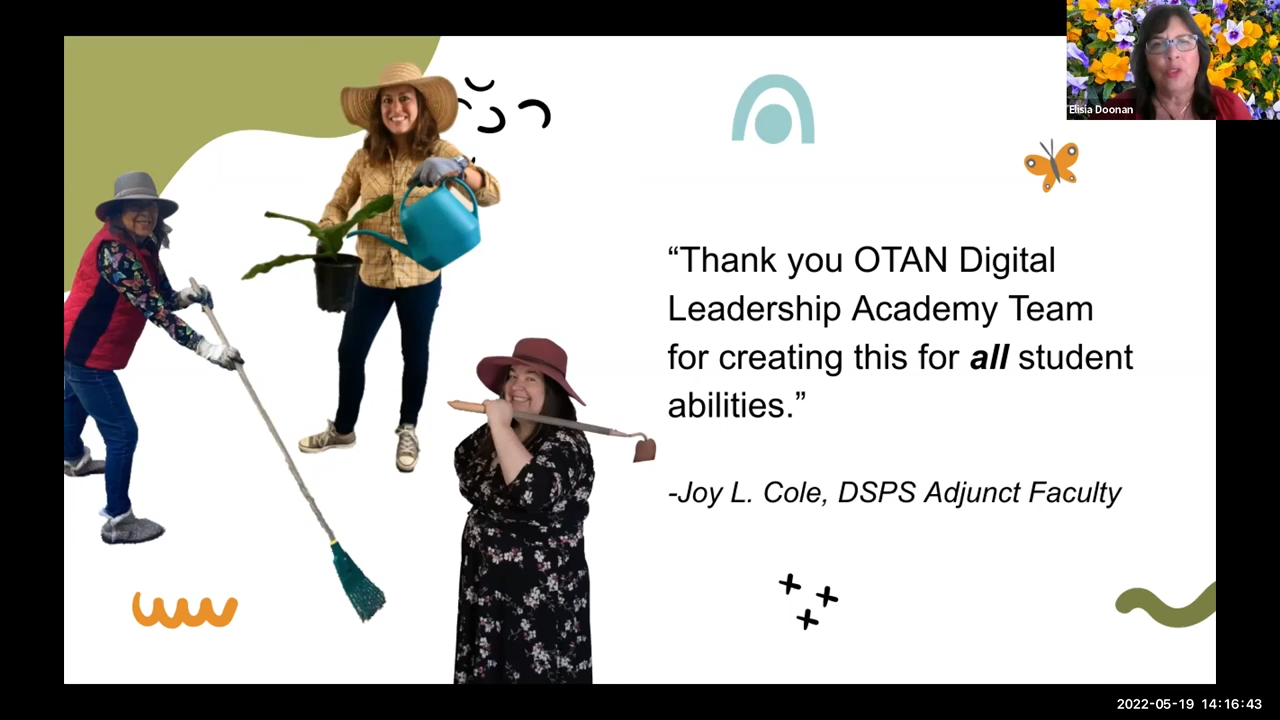 Elisia Doonan
“Thank you OTAN Digital
Leadership Academy Team
for creating this for all student
abilities.”
-Joy L. Cole, DSPS Adjunct Faculty
2022-05-19 14:16:43